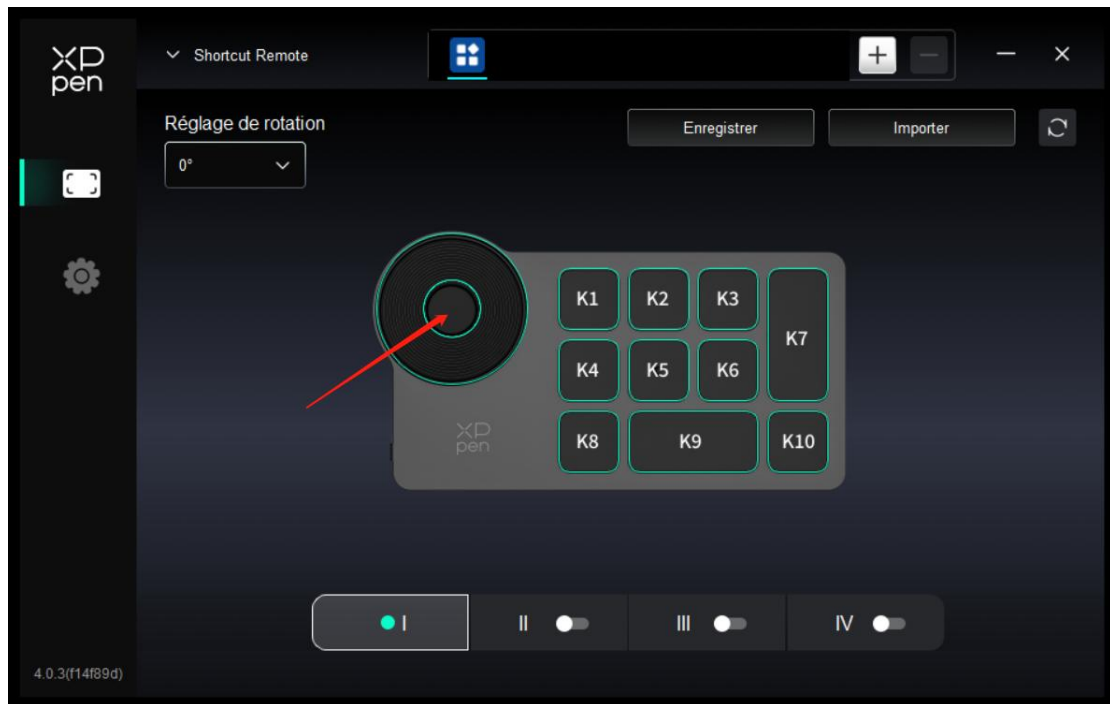 XP
pen
Shortcut Remote
Réglage de rotation
Enregistrer
Importer
0°
K1
K2
K3
K7
K4
K5
K6
XP
pen
K8
K9
K10
I
II
III
IV
4.0.3(f14f89d)